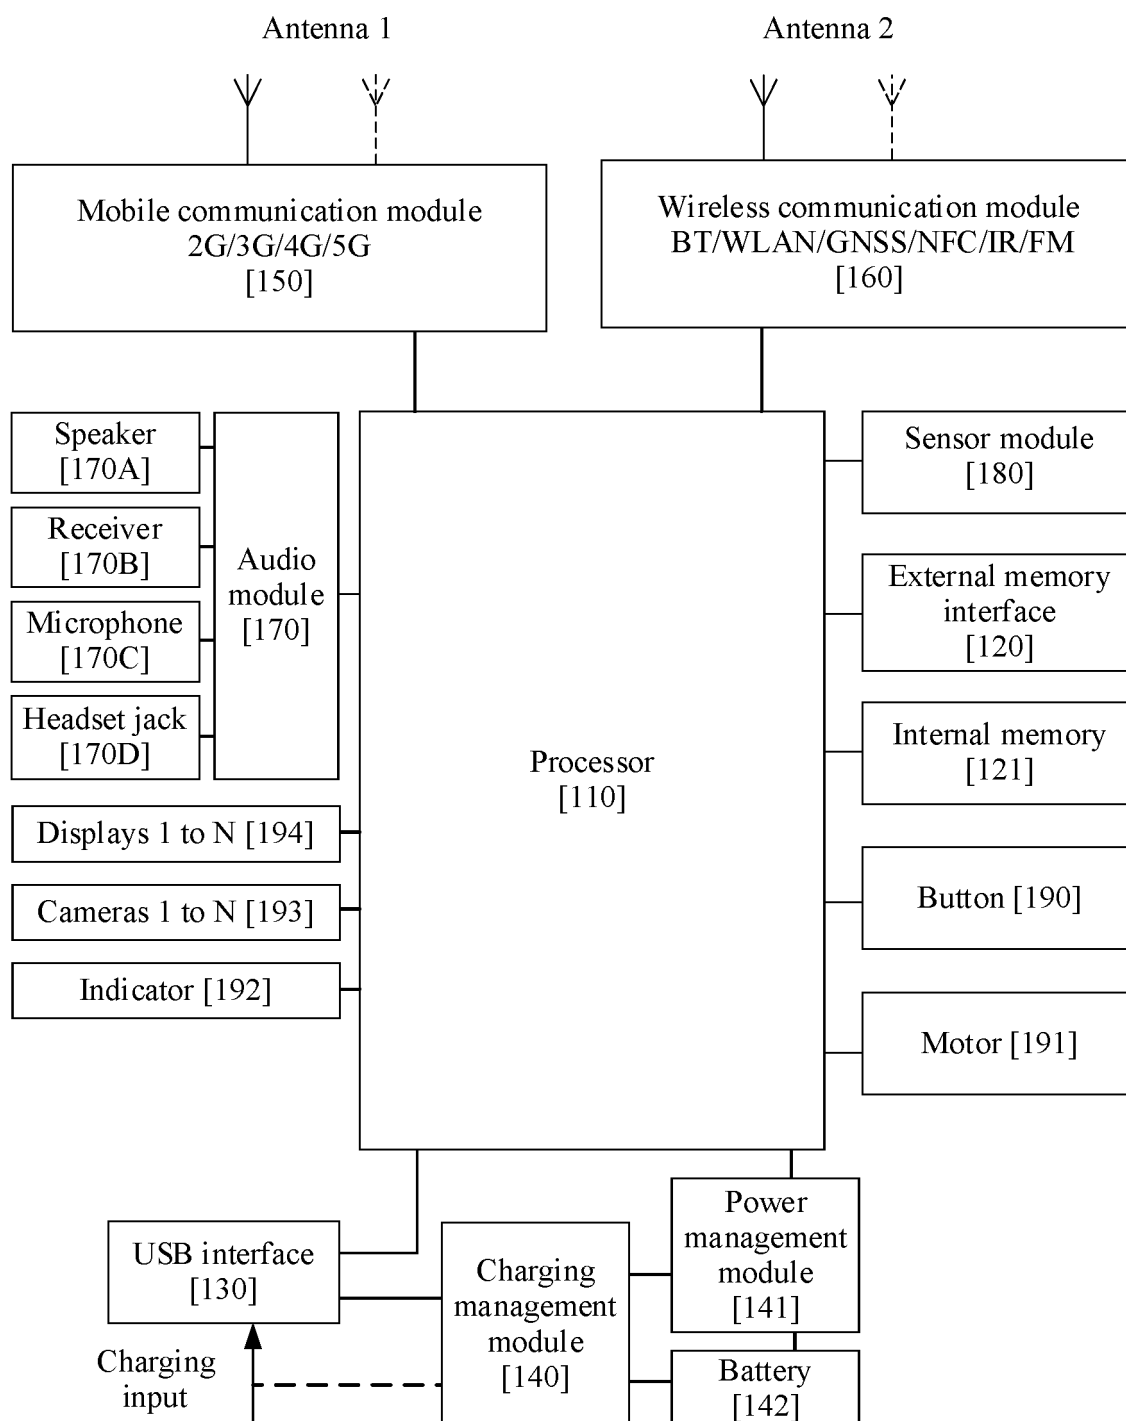 Antenna 1
Antenna 2
Mobile communication module
2G/3G/4G/5G
[150]
Wireless communication module
BT/WLAN/GNSS/NFC/IR/FM
[160]
Speaker
[170A]
Receiver
[170B]
Microphone
[170C]
Headset jack
[170D]
Audio
module
[170]
Displays 1 to N [194]
Cameras 1 to N [193]
Indicator [192]
Processor
[110]
Sensor module
[180]
External memory
interface
[120]
Internal memory
[121]
Button [190]
Motor [191]
USB interface
[130]
Charging
input
Charging
management
module
[140]
Power
management
module
[141]
Battery
[142]